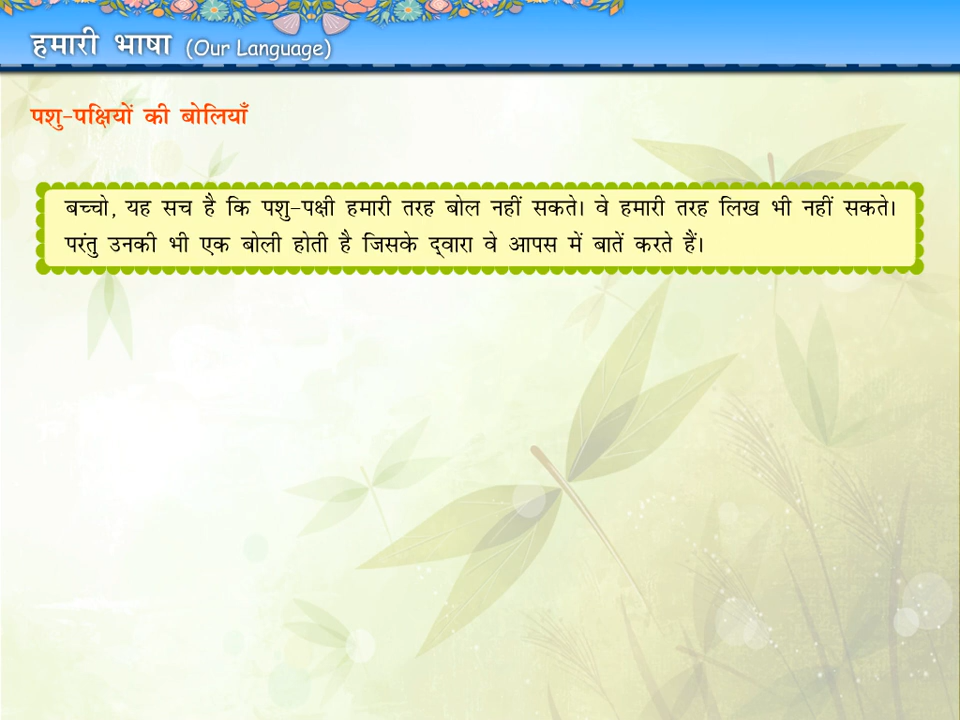 हमारी भाषा (Our Language)
पशु-पक्षियों की बोलियाँ
बच्चो, यह सच है कि पशु-पक्षी हमारी तरह बोल नहीं सकते। वे हमारी तरह लिख भी नहीं सकते।
परंतु उनकी भी एक बोली होती है जिसके द्‌वारा वे आपस में बातें करते हैं।